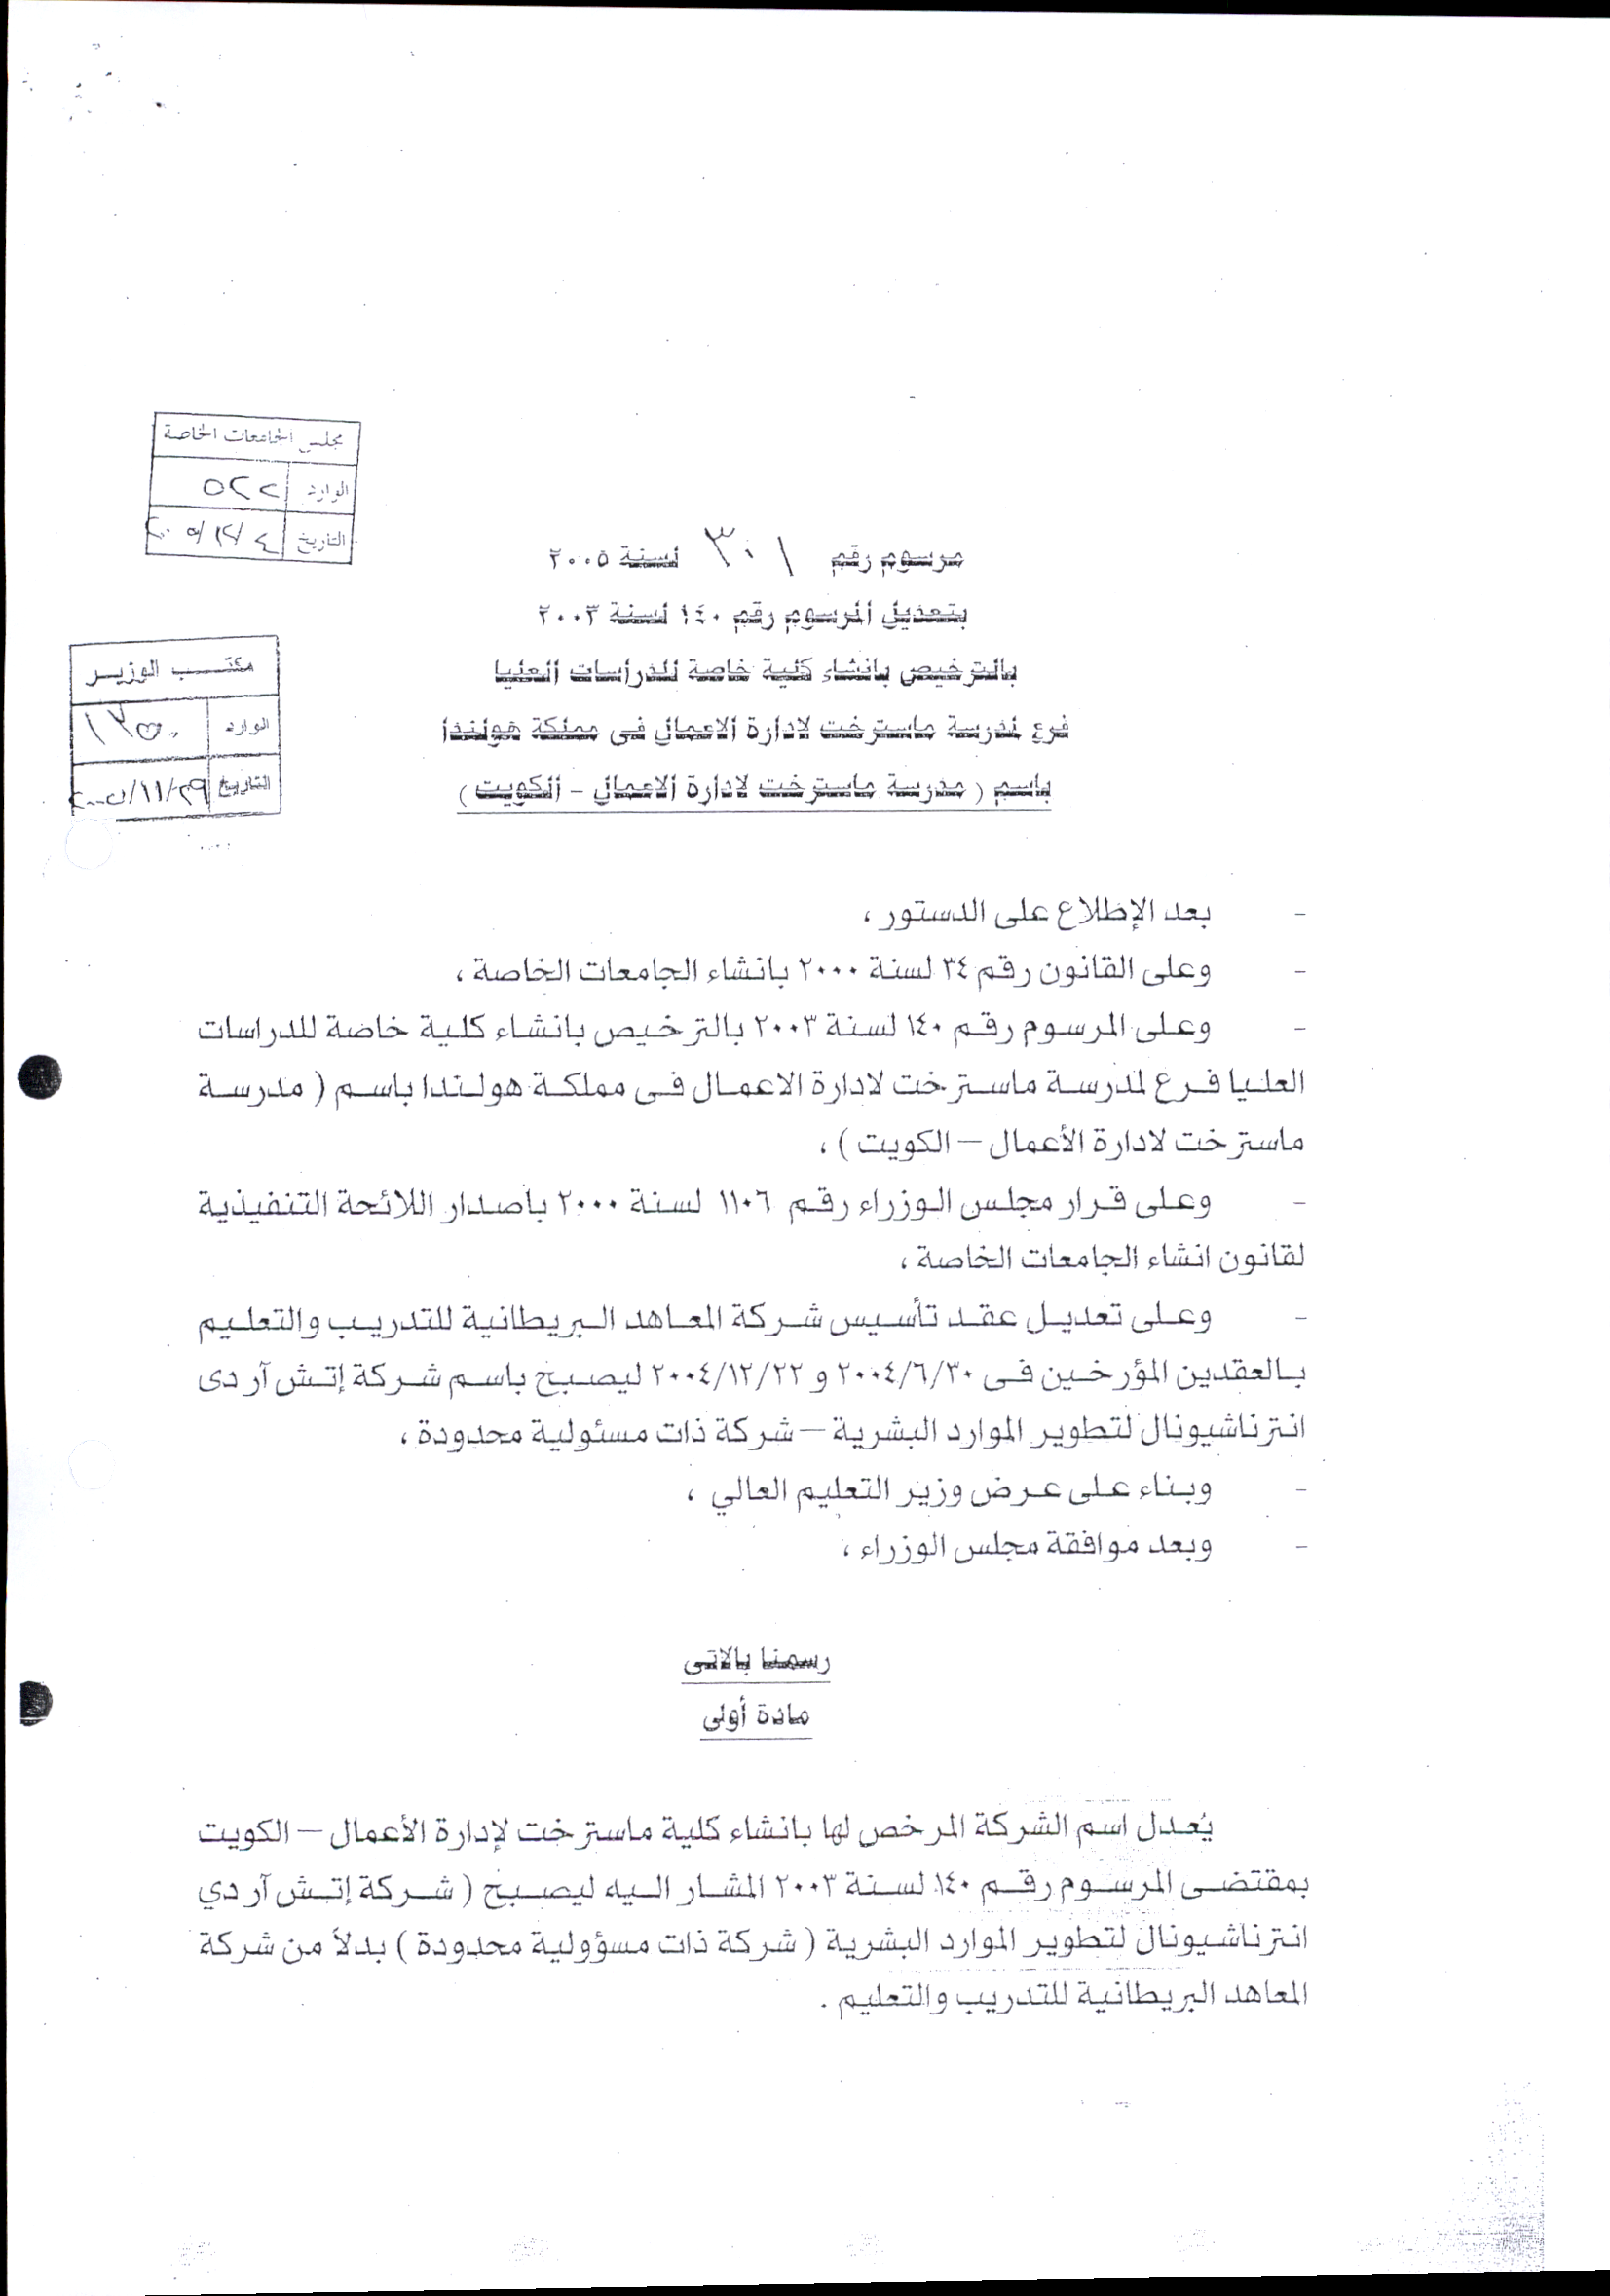 مجلس الجامعات الخاصة
الوارد ٥٢٢
التاريخ ٤/١٢/٢٠٠٥
مرسوم رقم ٣٠١ لسنة ٢٠٠٥
بتعديل المرسوم رقم ١٤٠ لسنة ٢٠٠٣
بالترخيص بانشاء كلية خاصة للدراسات العليا
فرع لمدرسة ماسترخت لادارة الاعمال فى مملكة هولندا
باسم ( مدرسة ماسترخت لادارة الاعمال – الكويت )
مكتب الوزير
الوارد ١٣٥٠
التاريخ ٢٠٠٥/١١/٢٩
- بعد الإطلاع على الدستور ،
- وعلى القانون رقم ٣٤ لسنة ٢٠٠٠ بانشاء الجامعات الخاصة ،
- وعلى المرسوم رقم ١٤٠ لسنة ٢٠٠٣ بالترخيص بانشاء كلية خاصة للدراسات
العليا فرع لمدرسة ماسترخت لادارة الاعمال فى مملكة هولندا باسم ( مدرسة
ماسترخت لادارة الأعمال – الكويت ) ،
- وعلى قرار مجلس الوزراء رقم ١١٠٦ لسنة ٢٠٠٠ باصدار اللائحة التنفيذية
لقانون انشاء الجامعات الخاصة ،
- وعلى تعديل عقد تأسيس شركة المعاهد البريطانية للتدريب والتعليم
بالعقدين المؤرخين فى ٢٠٠٤/٦/٣٠ و ٢٠٠٤/١٢/٢٢ ليصبح باسم شركة إتش آر دى
انترناشيونال لتطوير الموارد البشرية – شركة ذات مسئولية محدودة ،
- وبناء على عرض وزير التعليم العالي ،
- وبعد موافقة مجلس الوزراء ،
رسمنا بالاتى
مادة أولى
يُعدل اسم الشركة المرخص لها بانشاء كلية ماسترخت لإدارة الأعمال – الكويت
بمقتضى المرسوم رقم ١٤٠ لسنة ٢٠٠٣ المشار اليه ليصبح ( شركة إتش آر دي
انترناشيونال لتطوير الموارد البشرية ( شركة ذات مسؤولية محدودة ) بدلاً من شركة
المعاهد البريطانية للتدريب والتعليم .